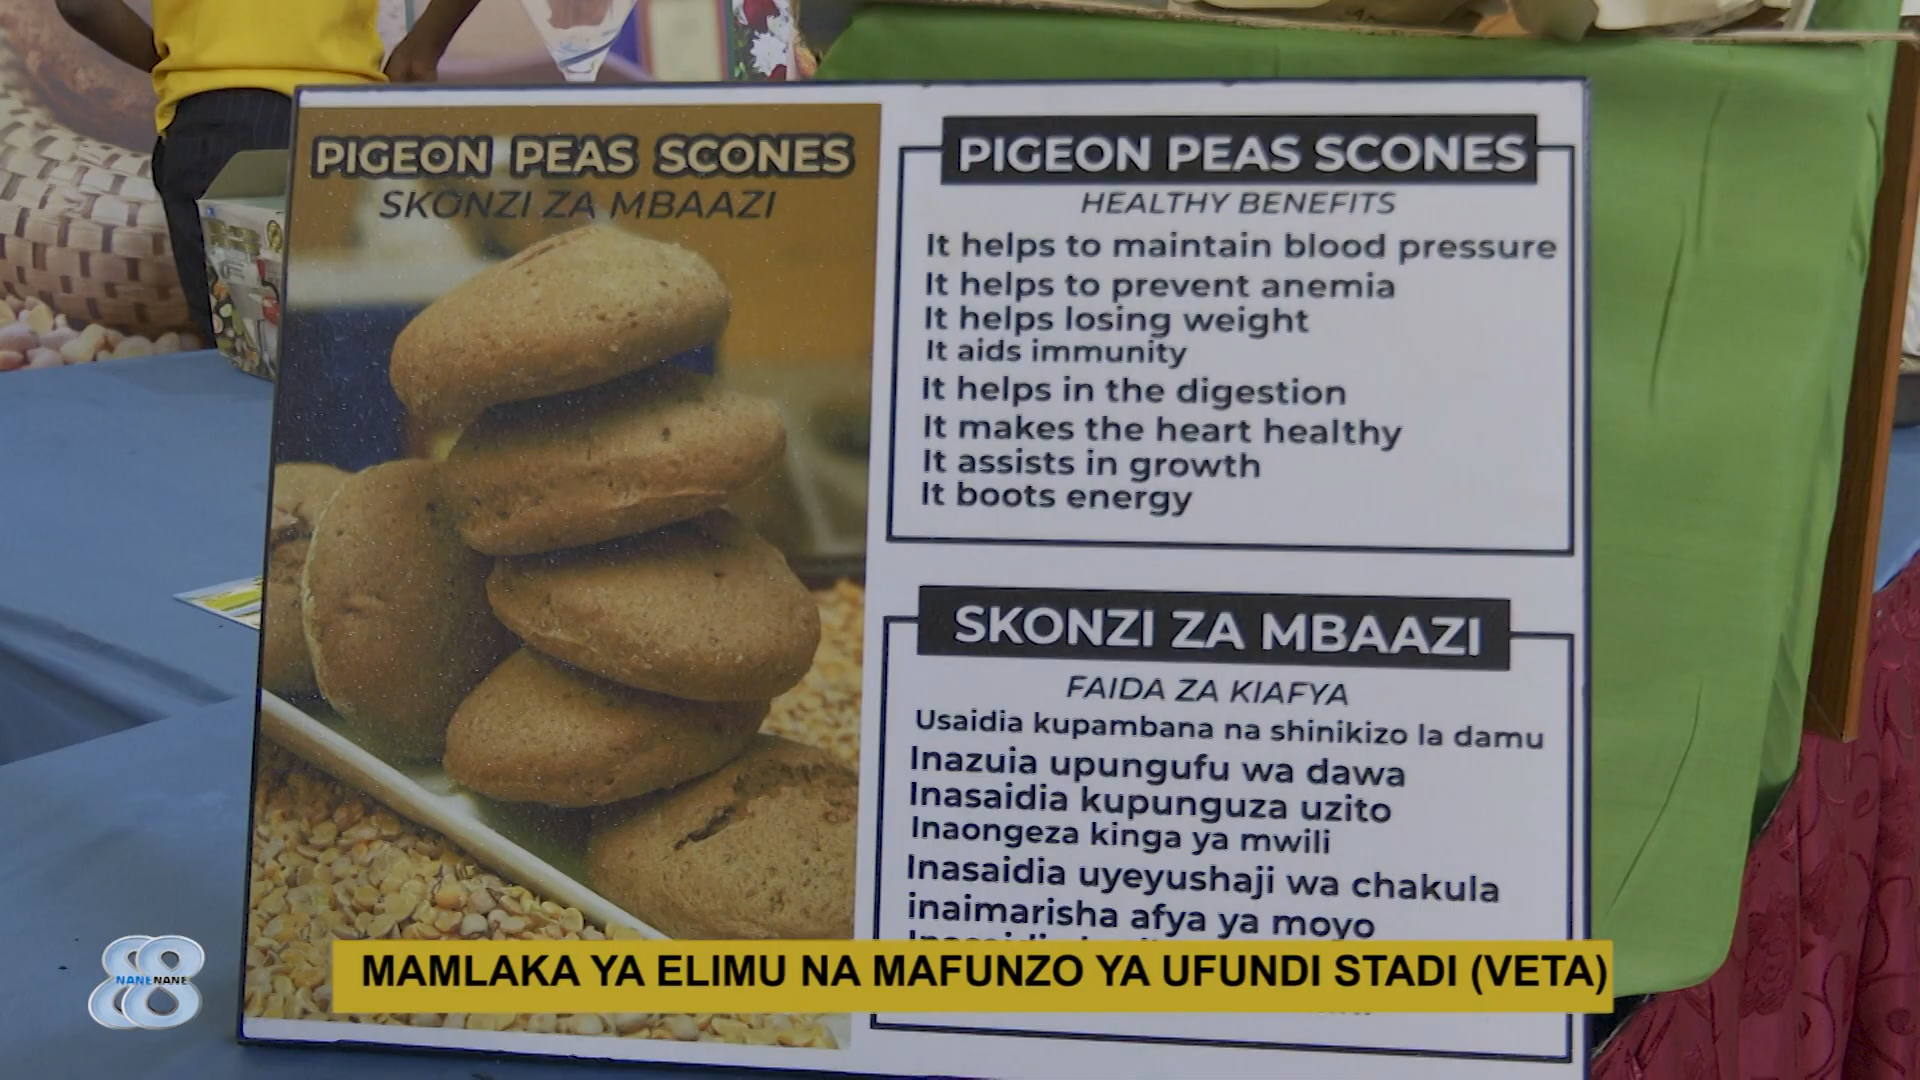 PIGEON PEAS SCONES
SKONZI ZA MBAAZI
PIGEON PEAS SCONES
HEALTHY BENEFITS
It helps to maintain blood pressure
It helps to prevent anemia
It helps losing weight
It aids immunity
It helps in the digestion
It makes the heart healthy
It assists in growth
It boots energy
SKONZI ZA MBAAZI
FAIDA ZA KIAFYA
Usaidia kupambana na shinikizo la damu
Inazuia upungufu wa dawa
Inasaidia kupunguza uzito
Inaongeza kinga ya mwili
Inasaidia uyeyushaji wa chakula
inaimarisha afya ya moyo
MAMLAKA YA ELIMU NA MAFUNZO YA UFUNDI STADI (VETA)
88
NANENANE